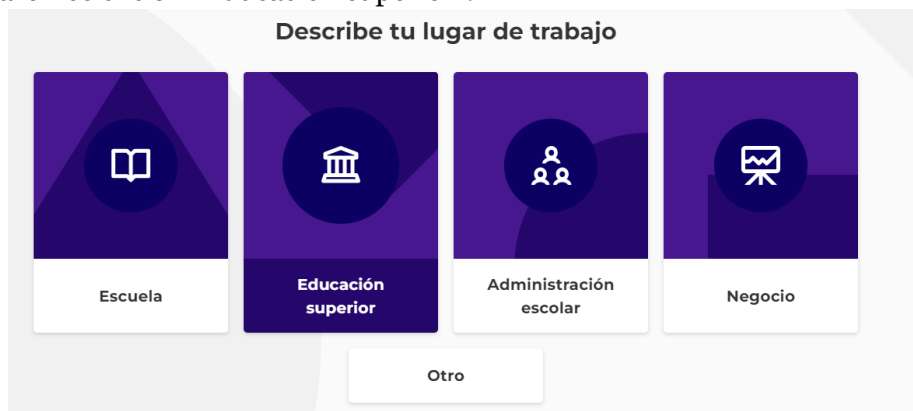 Describe tu lugar de trabajo
Escuela
Educación
superior
Administración
escolar
Negocio
Otro